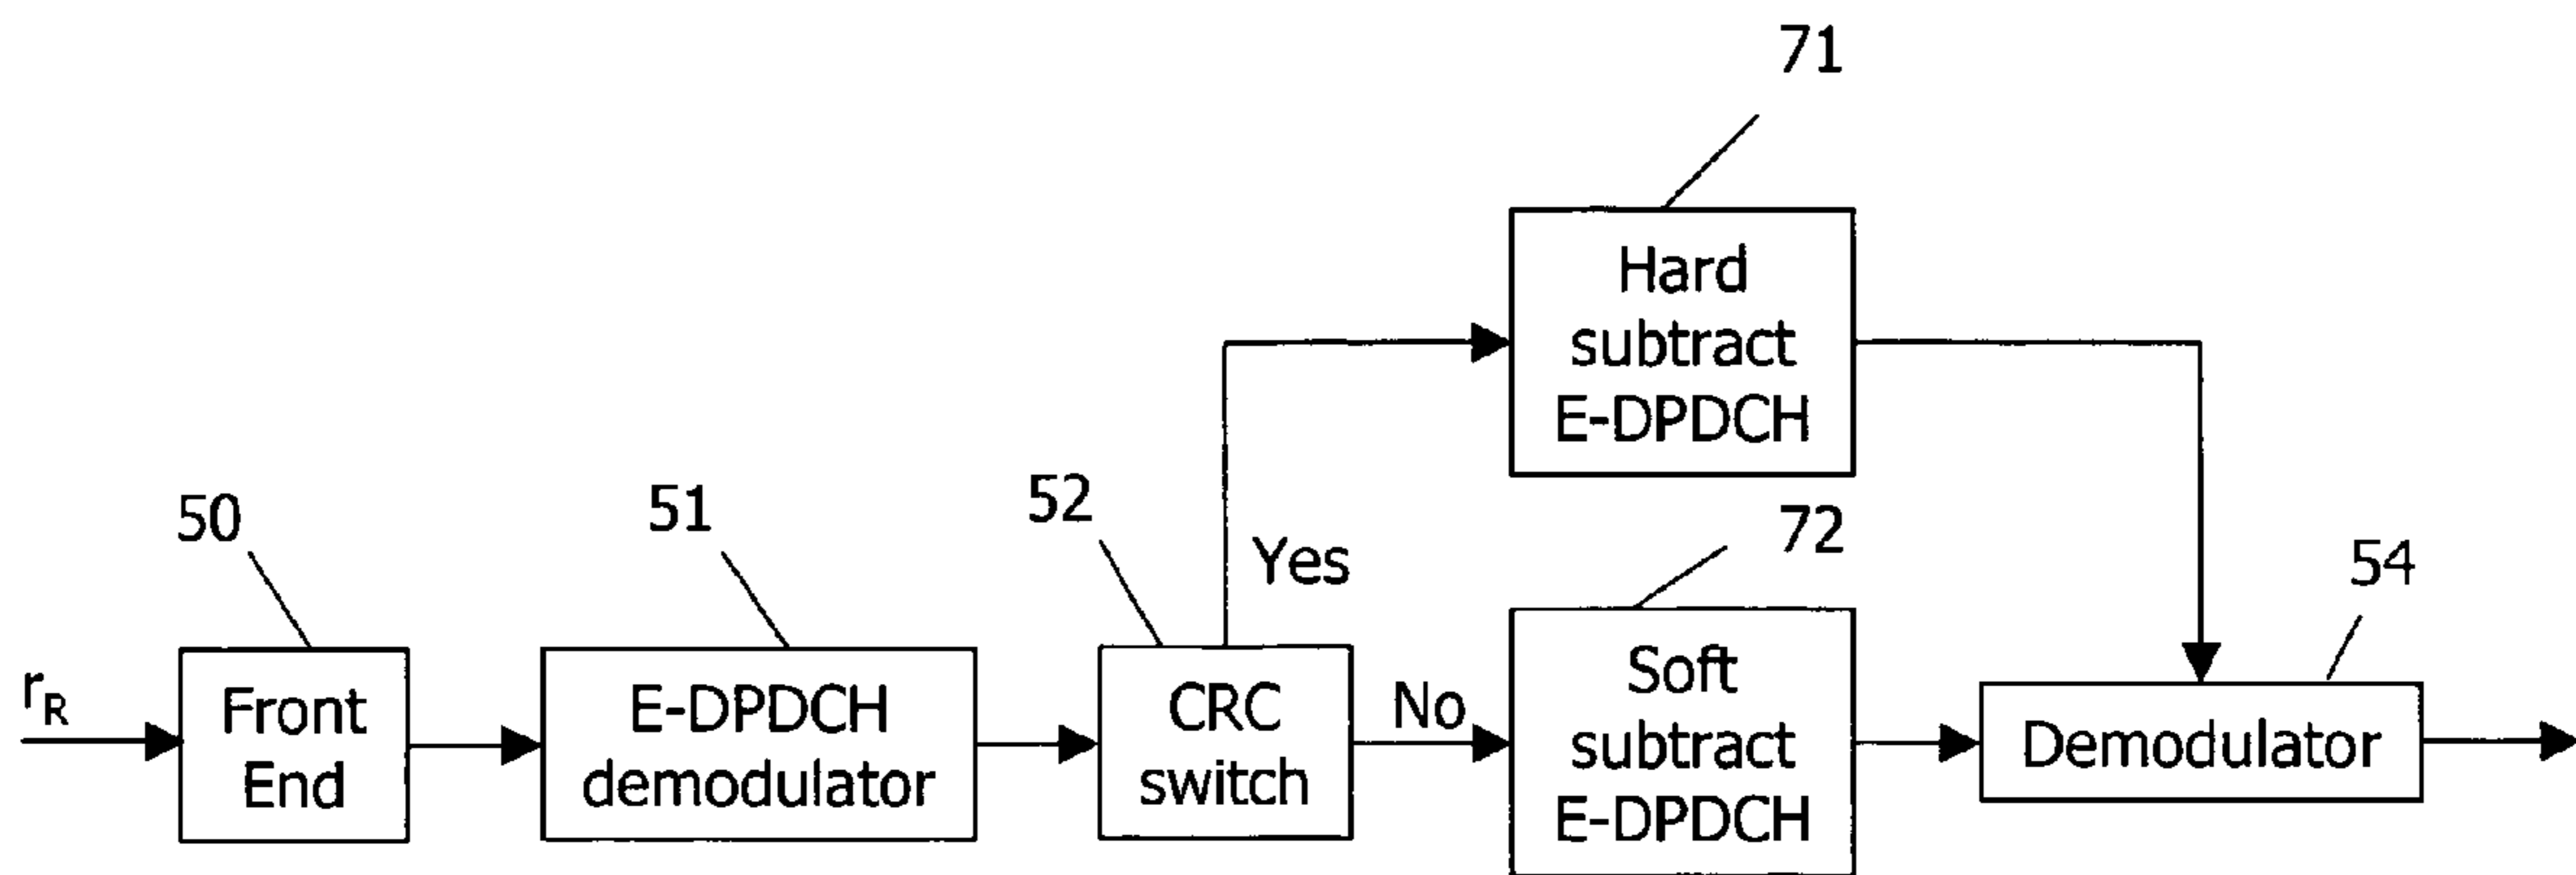 71
Hard
subtract
E-DPDCH
50
51
52
Yes
72
54
r_R
Front
End
E-DPDCH
demodulator
CRC
switch
No
Soft
subtract
E-DPDCH
Demodulator